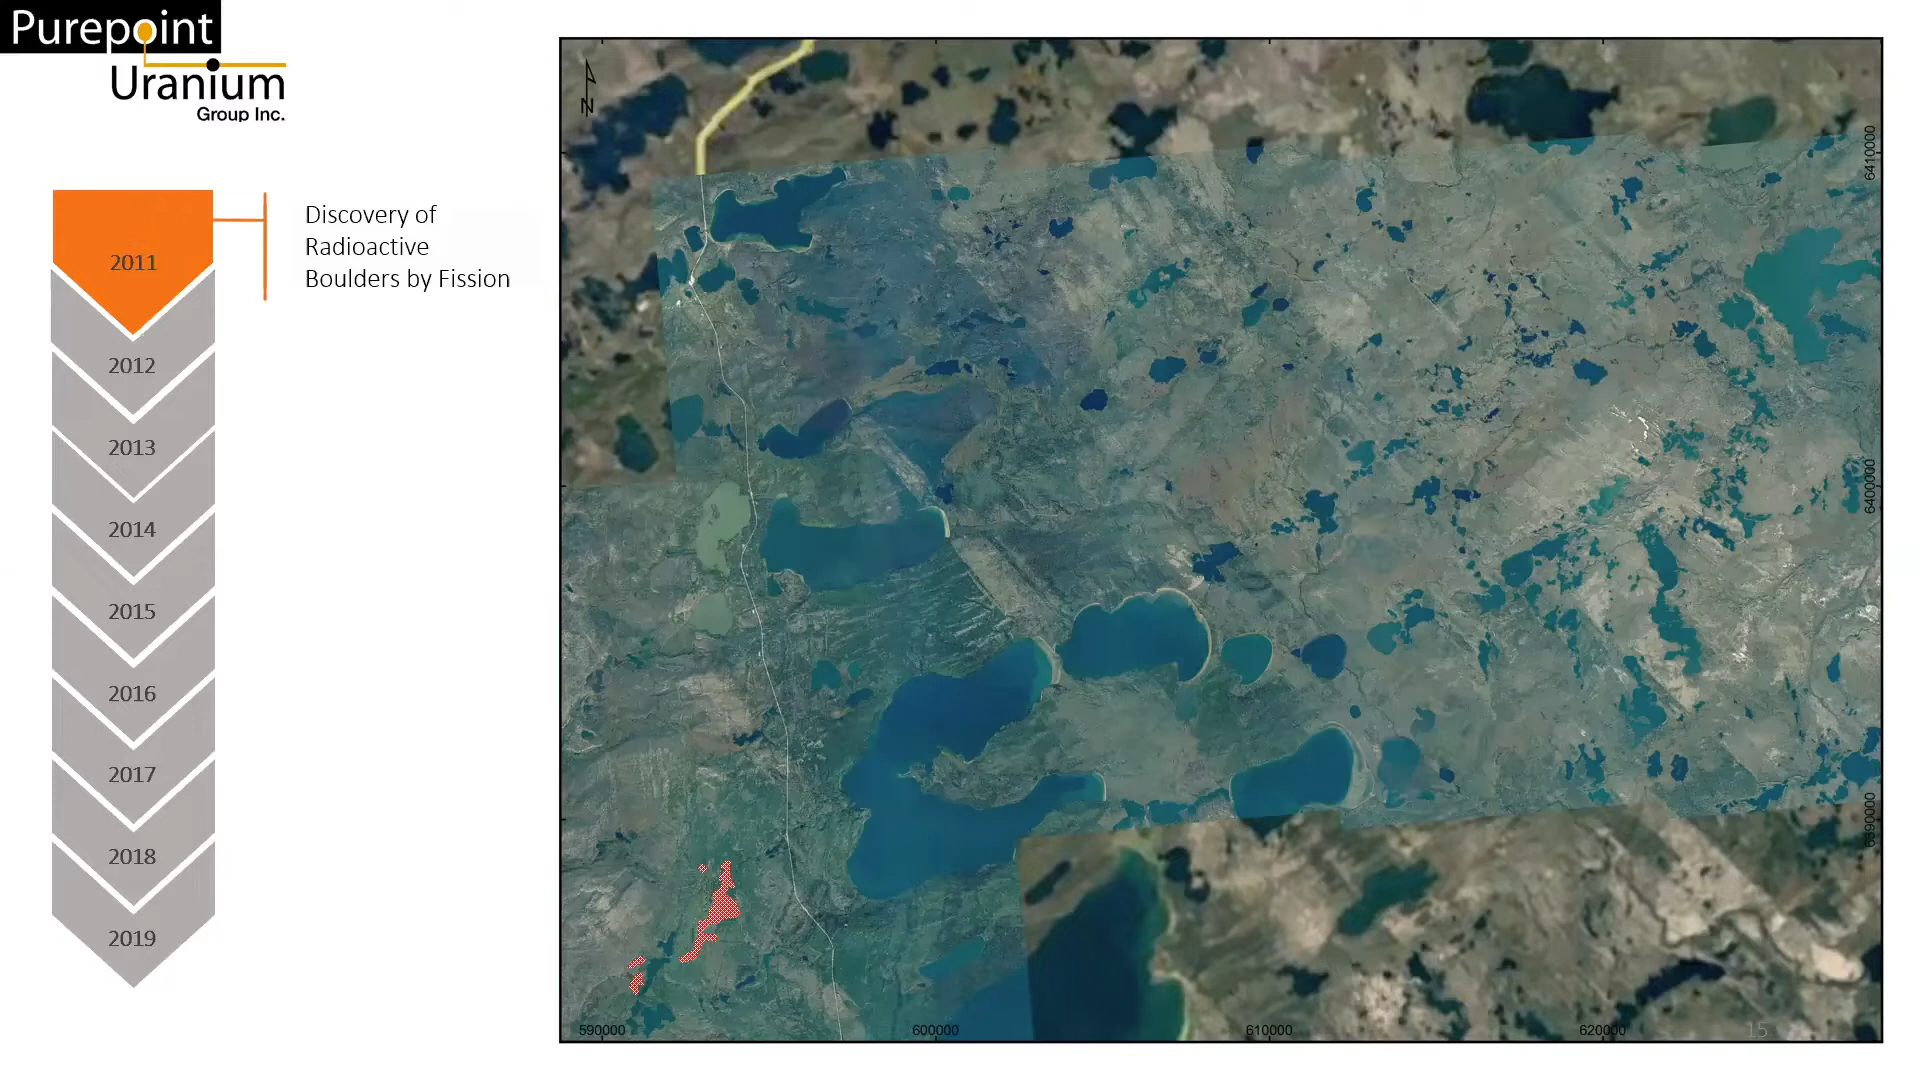 Purepoint
Uranium
Group Inc.
2011
Discovery of
Radioactive
Boulders by Fission
2012
2013
2014
2015
2016
2017
2018
2019
N
6410000
6400000
6390000
590000
600000
610000
620000
15